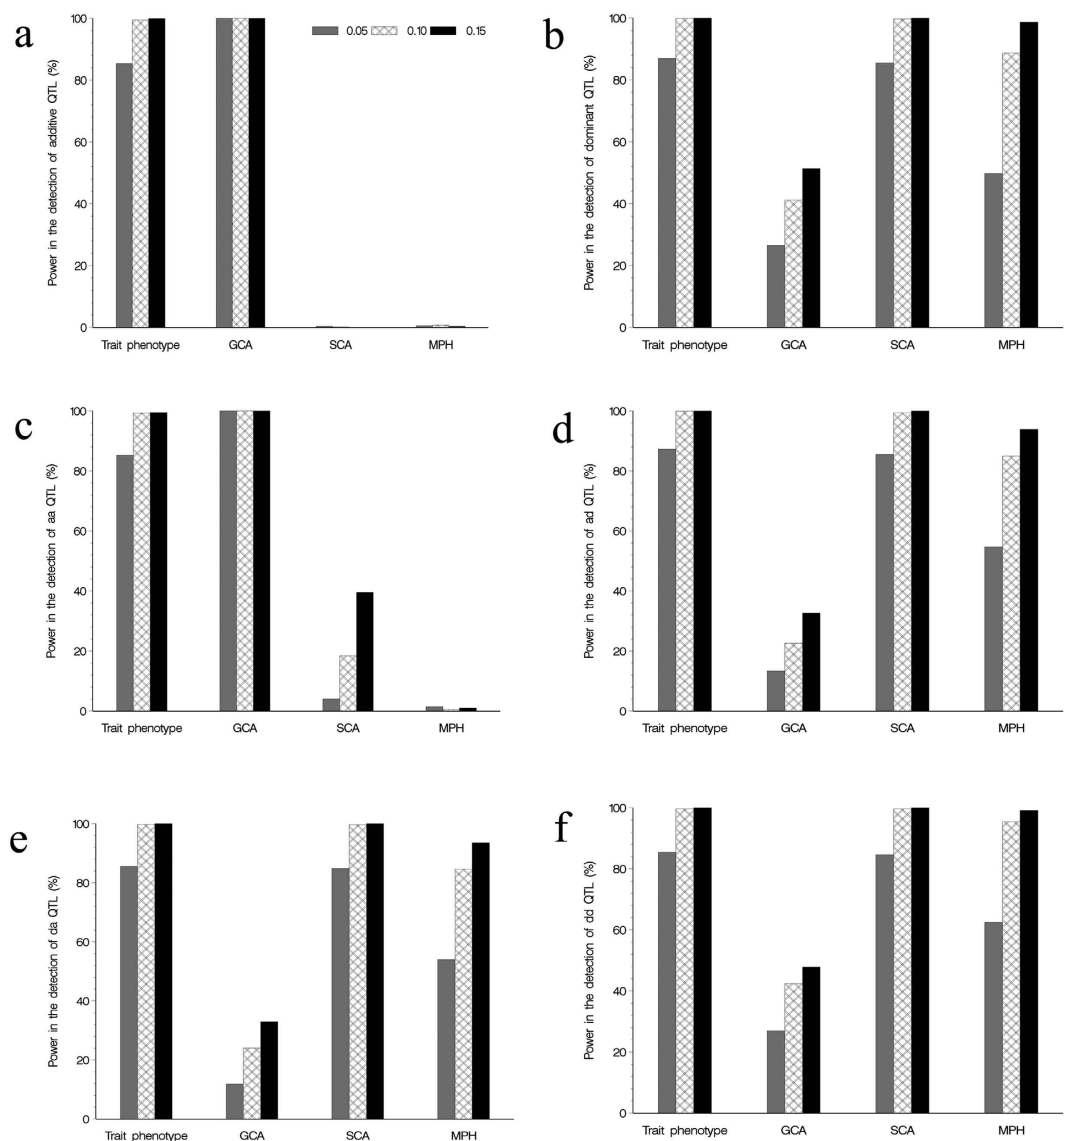 a
Power in the detection of additive QTL (%)
100
80
60
40
20
0
0.05 0.10 0.15
Trait phenotype GCA SCA MPH
b
Power in the detection of dominant QTL (%)
100
80
60
40
20
0
Trait phenotype GCA SCA MPH
c
Power in the detection of aa QTL (%)
100
80
60
40
20
0
Trait phenotype GCA SCA MPH
d
Power in the detection of ad QTL (%)
100
80
60
40
20
0
Trait phenotype GCA SCA MPH
e
Power in the detection of da QTL (%)
100
80
60
40
20
0
Trait phenotype GCA SCA MPH
f
Power in the detection of dd QTL (%)
100
80
60
40
20
0
Trait phenotype GCA SCA MPH